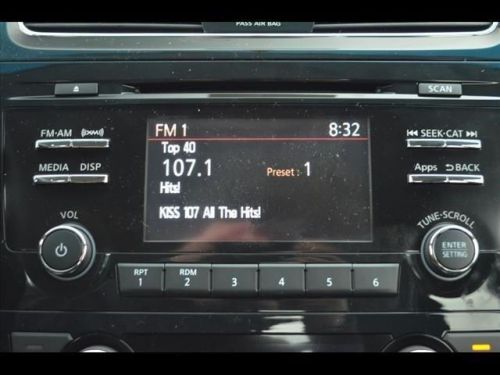 PASS AIR BAG
SCAN
FM·AM (XM)
SEEK·CAT
MEDIA DISP
Apps BACK
FM 1 8:32
Top 40
107.1 Preset : 1
Hits!
KISS 107 All The Hits!
VOL
TUNE·SCROLL
ENTER
SETTING
RPT RDM
1 2 3 4 5 6